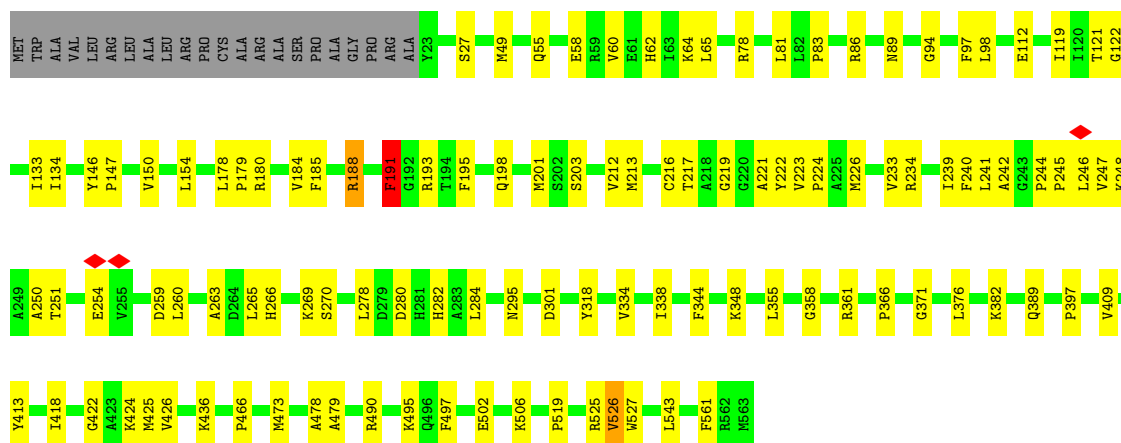 MET TRP ALA VAL LEU ARG LEU ALA LEU ARG PRO CYS ALA ARG ALA SER PRO ALA GLY PRO ARG ALA Y23 S27 M49 Q55 E58 R59 V60 E61 H62 I63 K64 L65 R78 L81 L82 P83 R86 N89 G94 F97 L98 E112 I119 I120 T121 G122
I133 I134 Y146 P147 V150 L154 L178 P179 R180 V184 F185 R188 F191 G192 R193 T194 F195 Q198 M201 S202 S203 V212 M213 C216 T217 A218 G219 G220 A221 Y222 V223 P224 A225 M226 V233 R234 I239 F240 L241 A242 G243 P244 P245 L246 V247 K248
A249 A250 T251 E254 V255 D259 L260 A263 D264 L265 H266 K269 S270 L278 D279 D280 H281 H282 A283 L284 N295 D301 Y318 V334 I338 F344 K348 L355 G358 R361 P366 G371 L376 K382 Q389 P397 V409
Y413 I418 G422 A423 K424 M425 V426 K436 P466 M473 A478 A479 R490 K495 Q496 F497 E502 K506 P519 R525 V526 W527 L543 F561 R562 M563